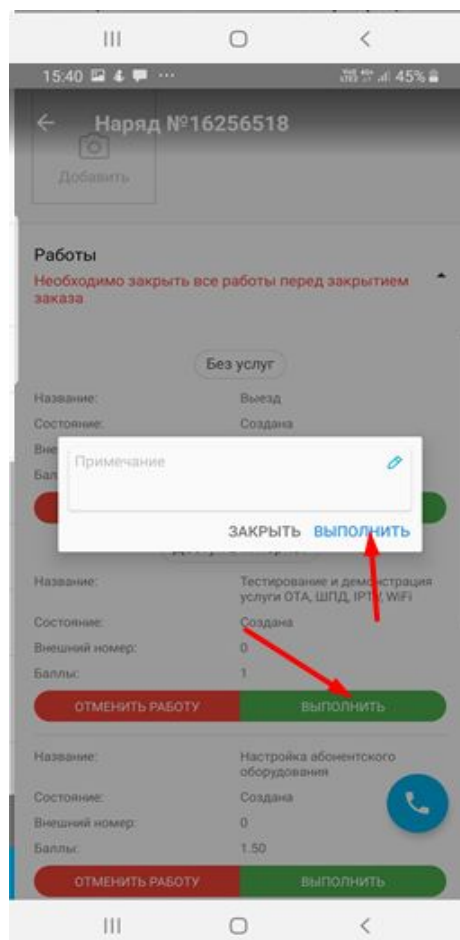 15:40 45%
Наряд №16256518
Добавить
Работы
Необходимо закрыть все работы перед закрытием
заказа
Без услуг
Название: Выезд
Состояние: Создана
Вне
Бал
Примечание
ЗАКРЫТЬ ВЫПОЛНИТЬ
Название: Тестирование и демонстрация
услуги ОТА, ШПД, IPTV, WiFi
Состояние: Создана
Внешний номер: 0
Баллы: 1
ОТМЕНИТЬ РАБОТУ ВЫПОЛНИТЬ
Название: Настройка абонентского
оборудования
Состояние: Создана
Внешний номер: 0
Баллы: 1.50
ОТМЕНИТЬ РАБОТУ ВЫПОЛНИТЬ